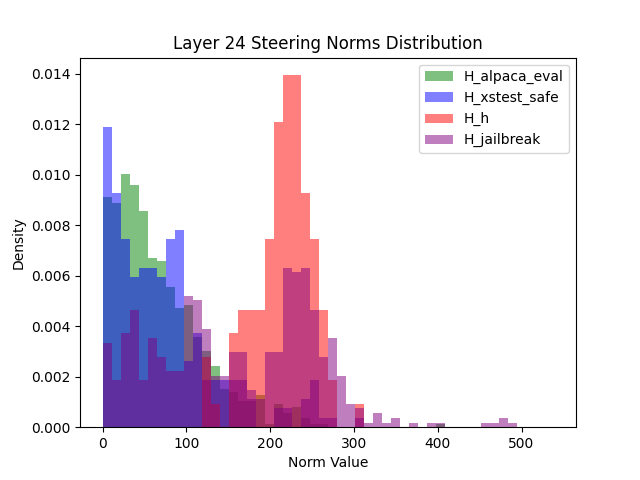 Layer 24 Steering Norms Distribution
0.014
0.012
0.010
0.008
0.006
0.004
0.002
0.000
Density
H_alpaca_eval
H_xstest_safe
H_h
H_jailbreak
0 100 200 300 400 500
Norm Value